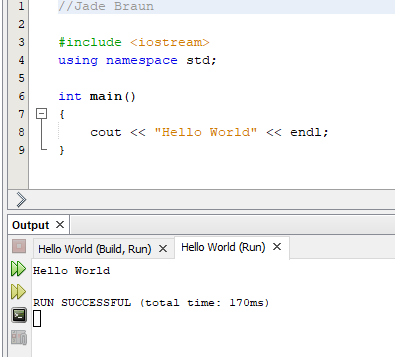 1 //Jade Braun
2
3 #include <iostream>
4 using namespace std;
5
6 int main()
7 {
8 cout << "Hello World" << endl;
9 }
Output
Hello World (Build, Run) Hello World (Run)
Hello World
RUN SUCCESSFUL (total time: 170ms)